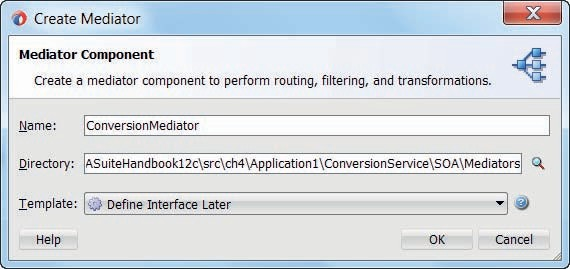 Create Mediator
Mediator Component
Create a mediator component to perform routing, filtering, and transformations.
Name: ConversionMediator
Directory: ASuiteHandbook12c\src\ch4\Application1\ConversionService\SOA\Mediators
Template: Define Interface Later
Help OK Cancel